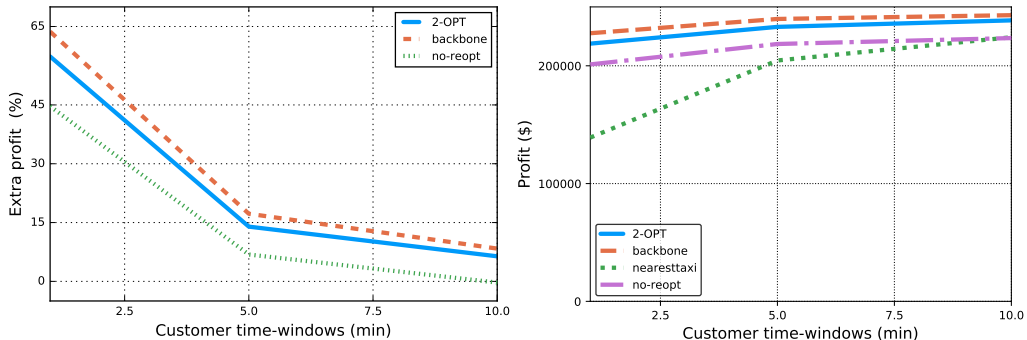 65
45
30
15
0
Extra profit (%)
2.5 5.0 7.5 10.0
Customer time-windows (min)
2-OPT
backbone
no-reopt
200000
100000
0
Profit ($)
2.5 5.0 7.5 10.0
Customer time-windows (min)
2-OPT
backbone
nearesttaxi
no-reopt